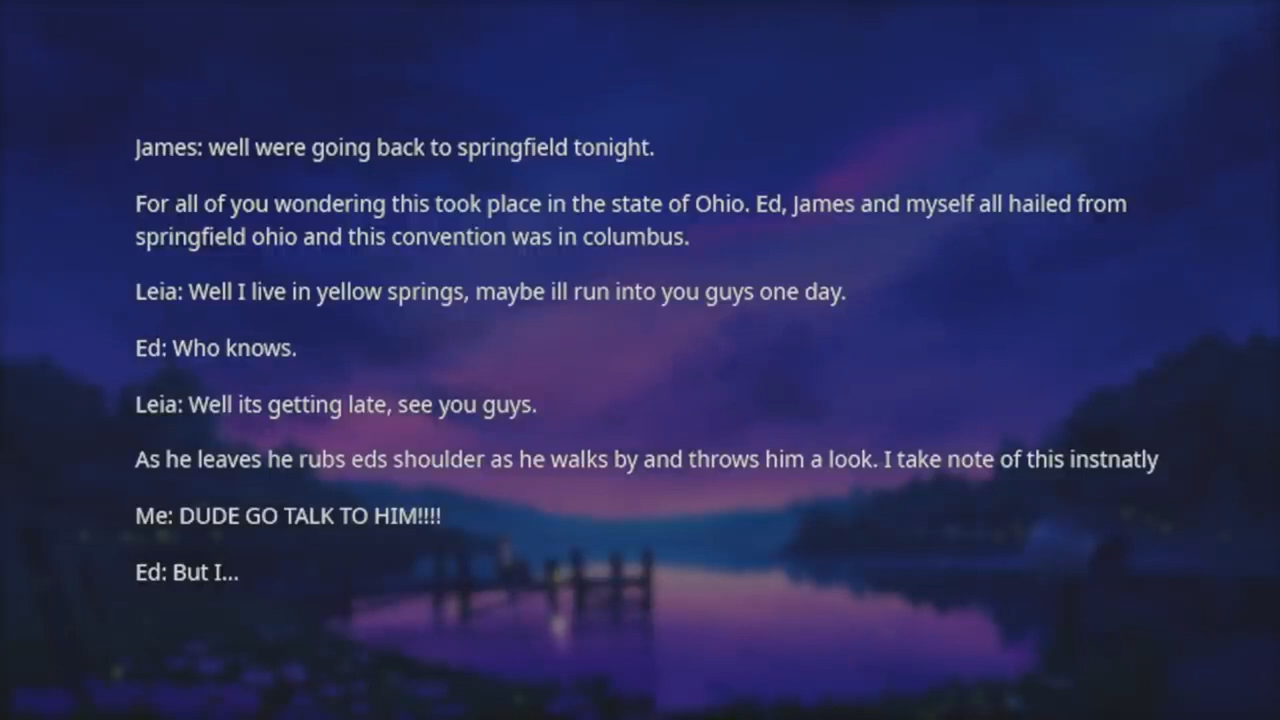 James: well were going back to springfield tonight.
For all of you wondering this took place in the state of Ohio. Ed, James and myself all hailed from
springfield ohio and this convention was in columbus.
Leia: Well I live in yellow springs, maybe ill run into you guys one day.
Ed: Who knows.
Leia: Well its getting late, see you guys.
As he leaves he rubs eds shoulder as he walks by and throws him a look. I take note of this instnatly
Me: DUDE GO TALK TO HIM!!!!
Ed: But I...